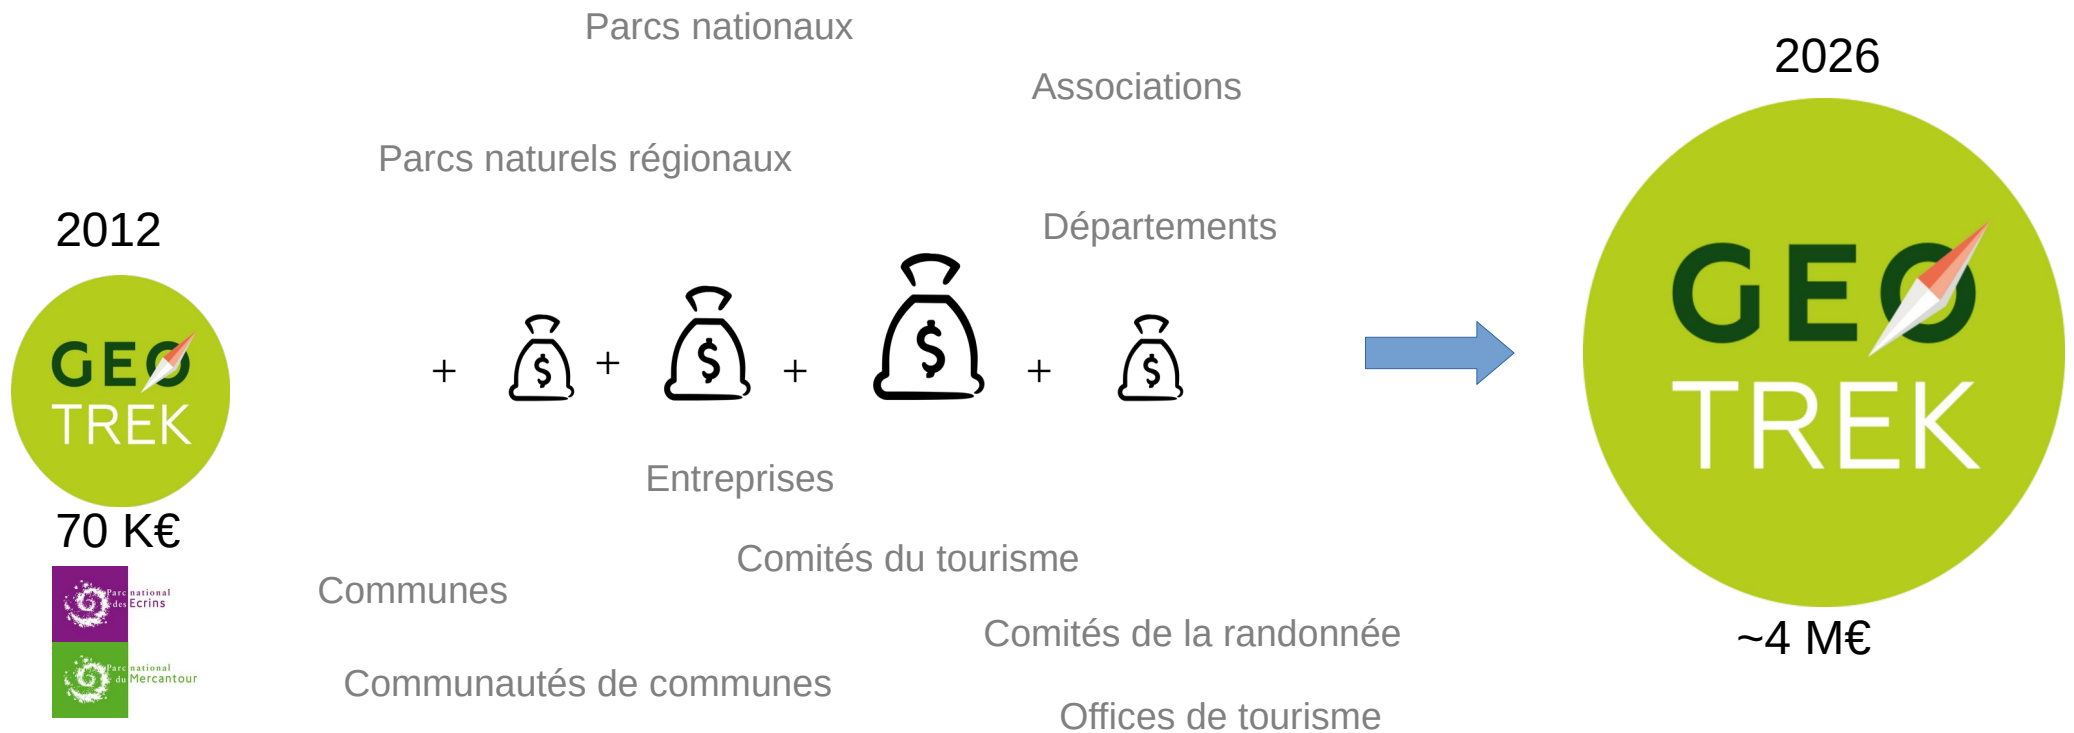 Parcs nationaux
2026
Associations
Parcs naturels régionaux
2012
Départements
GEO
TREK
+ $ + $ + $ + $
GEO
TREK
Entreprises
70 K€
Comités du tourisme
Parc national
des Ecrins
Communes
Comités de la randonnée
~4 M€
Parc national
du Mercantour
Communautés de communes
Offices de tourisme